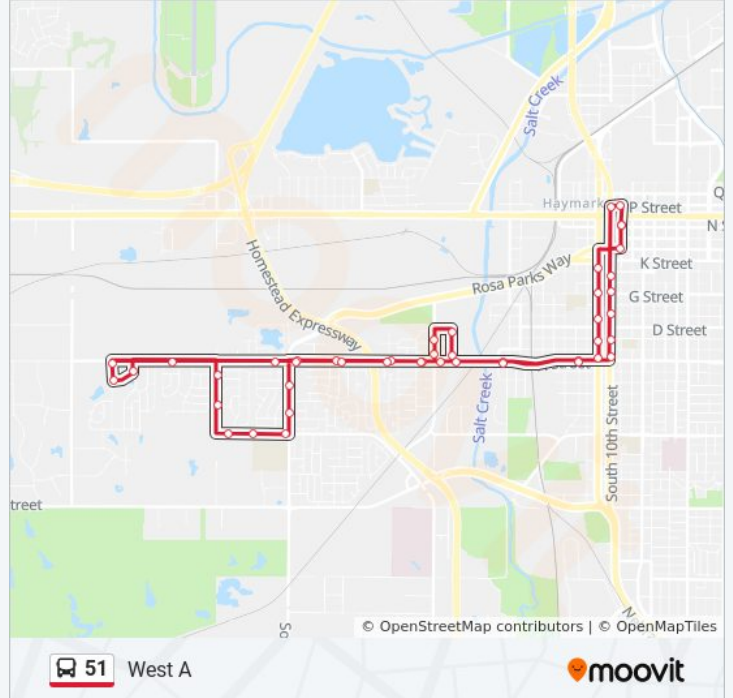 Salt Creek
Q
Haymark
P Street
N S
K Street
Rosa Parks Way
Homestead Expressway
G Street
D Street
Salt Creek
South 10th Street
treet
So
© OpenStreetMap contributors | © OpenMapTiles
51 West A
moovit